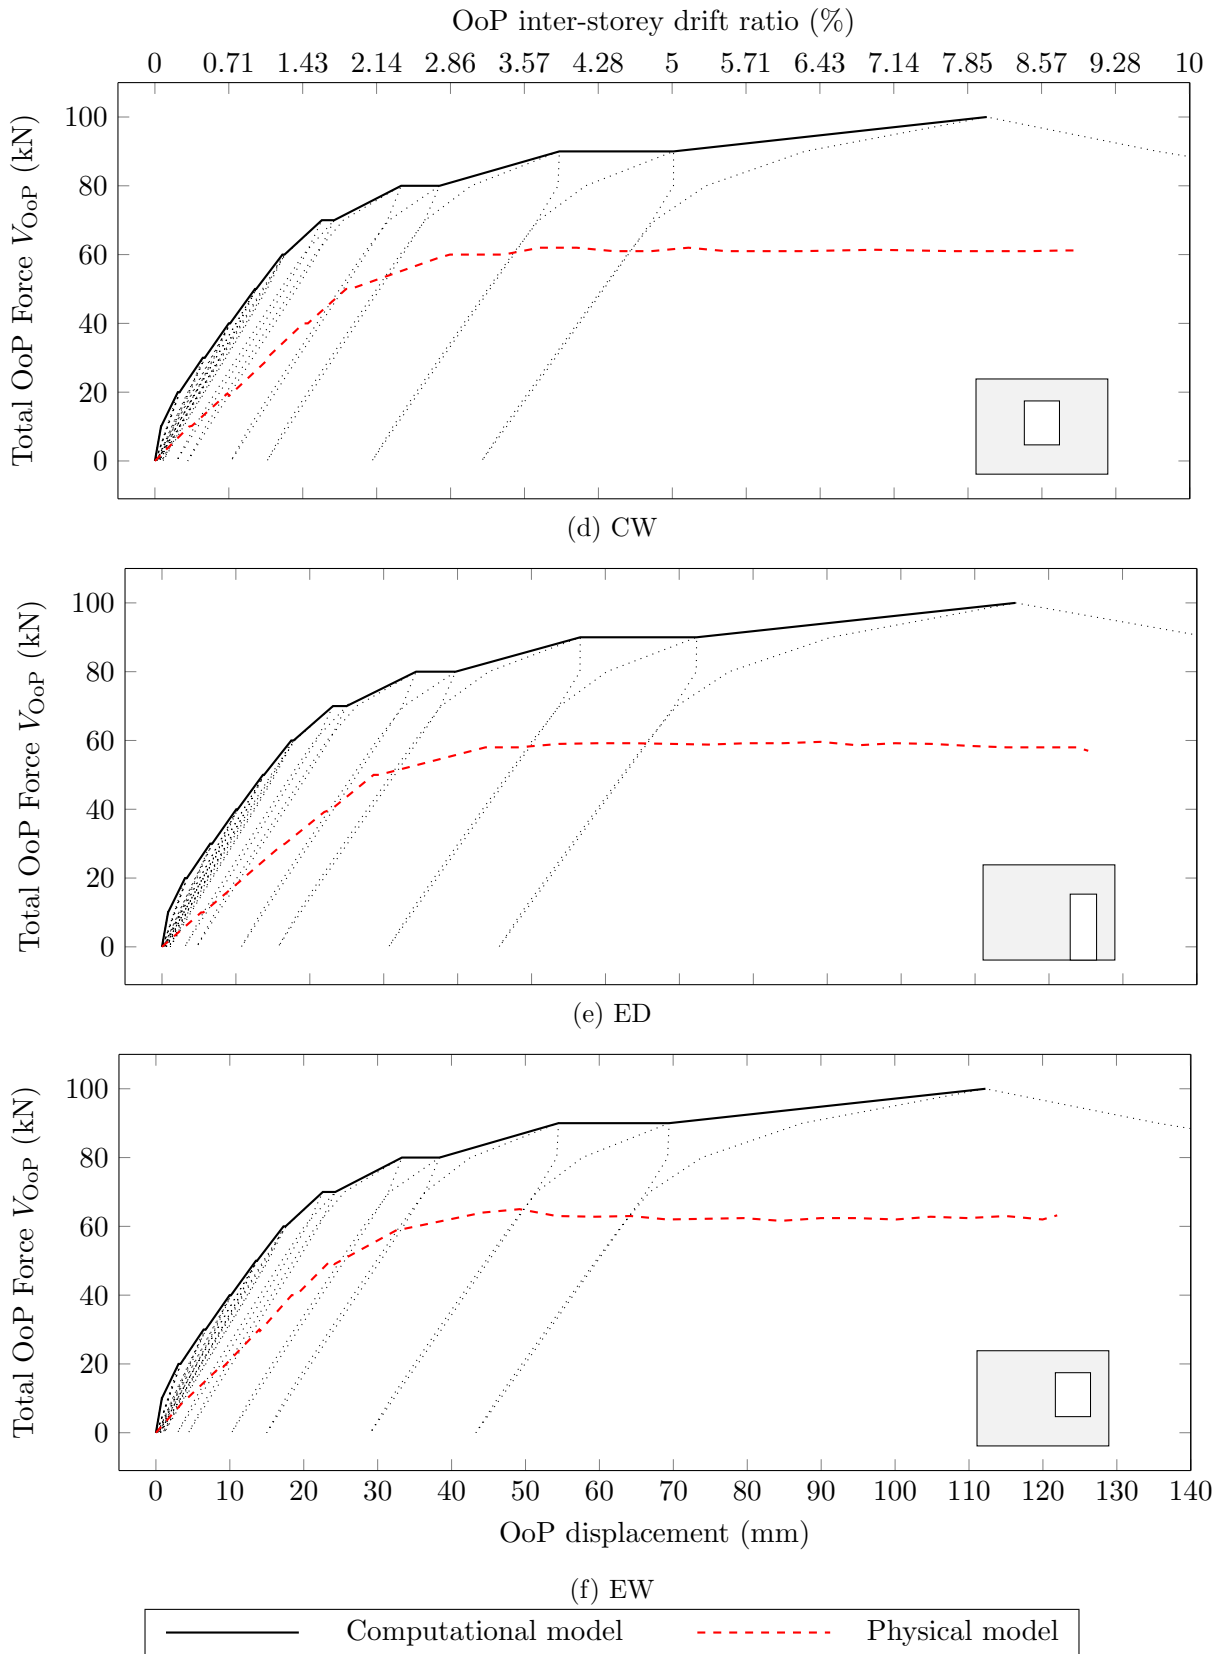 OoP inter-storey drift ratio (%)
0 0.71 1.43 2.14 2.86 3.57 4.28 5 5.71 6.43 7.14 7.85 8.57 9.28 10
100
80
60
40
20
0
Total OoP Force V_OoP (kN)
(d) CW
100
80
60
40
20
0
Total OoP Force V_OoP (kN)
(e) ED
100
80
60
40
20
0
Total OoP Force V_OoP (kN)
0 10 20 30 40 50 60 70 80 90 100 110 120 130 140
OoP displacement (mm)
(f) EW
Computational model Physical model